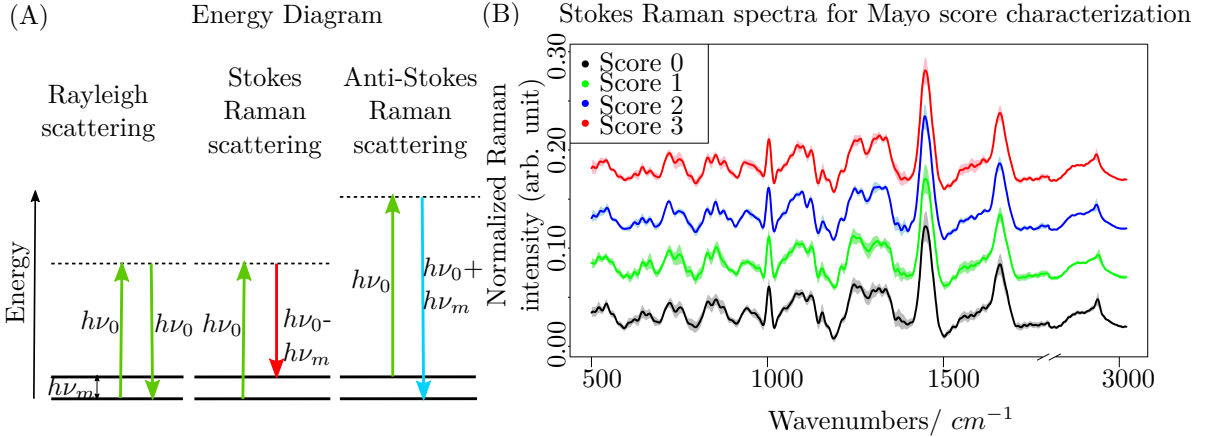 (A)
Energy Diagram
Rayleigh
scattering
Stokes
Raman
scattering
Anti-Stokes
Raman
scattering
Energy
hν₀
hν₀
hν₀
hν₀-
hνₘ
hν₀
hν₀+
hνₘ
hνₘ
(B)
Stokes Raman spectra for Mayo score characterization
Normalized Raman
intensity (arb. unit)
0.30
0.20
0.10
0.00
Score 0
Score 1
Score 2
Score 3
500
1000
1500
3000
Wavenumbers/ cm⁻¹